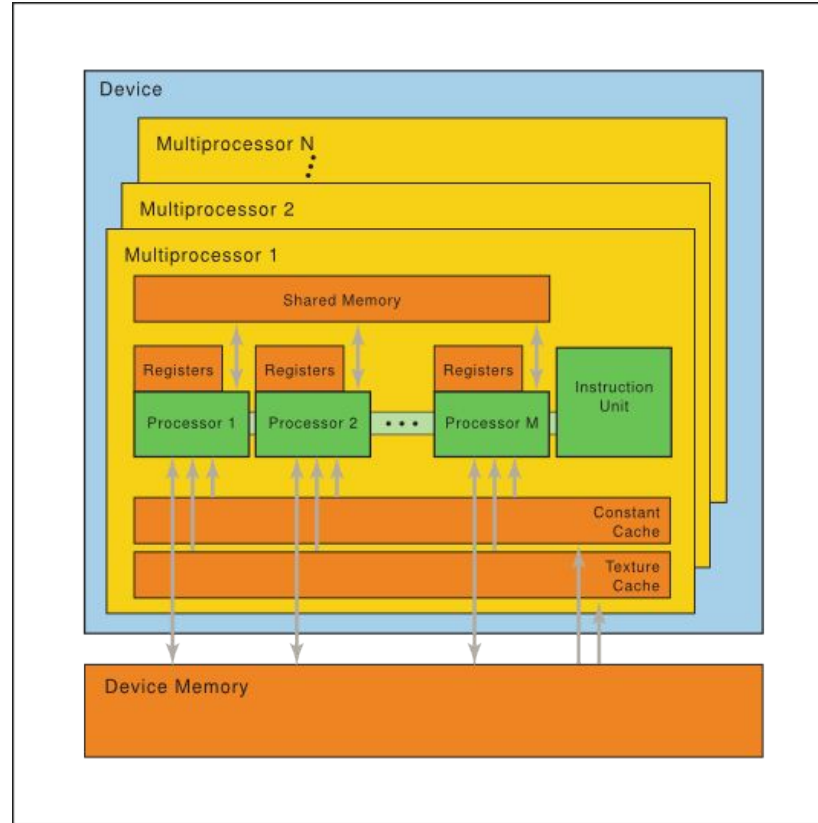 Device
Multiprocessor N
Multiprocessor 2
Multiprocessor 1
Shared Memory
Registers
Registers
Registers
Instruction
Unit
Processor 1
Processor 2
Processor M
Constant
Cache
Texture
Cache
Device Memory